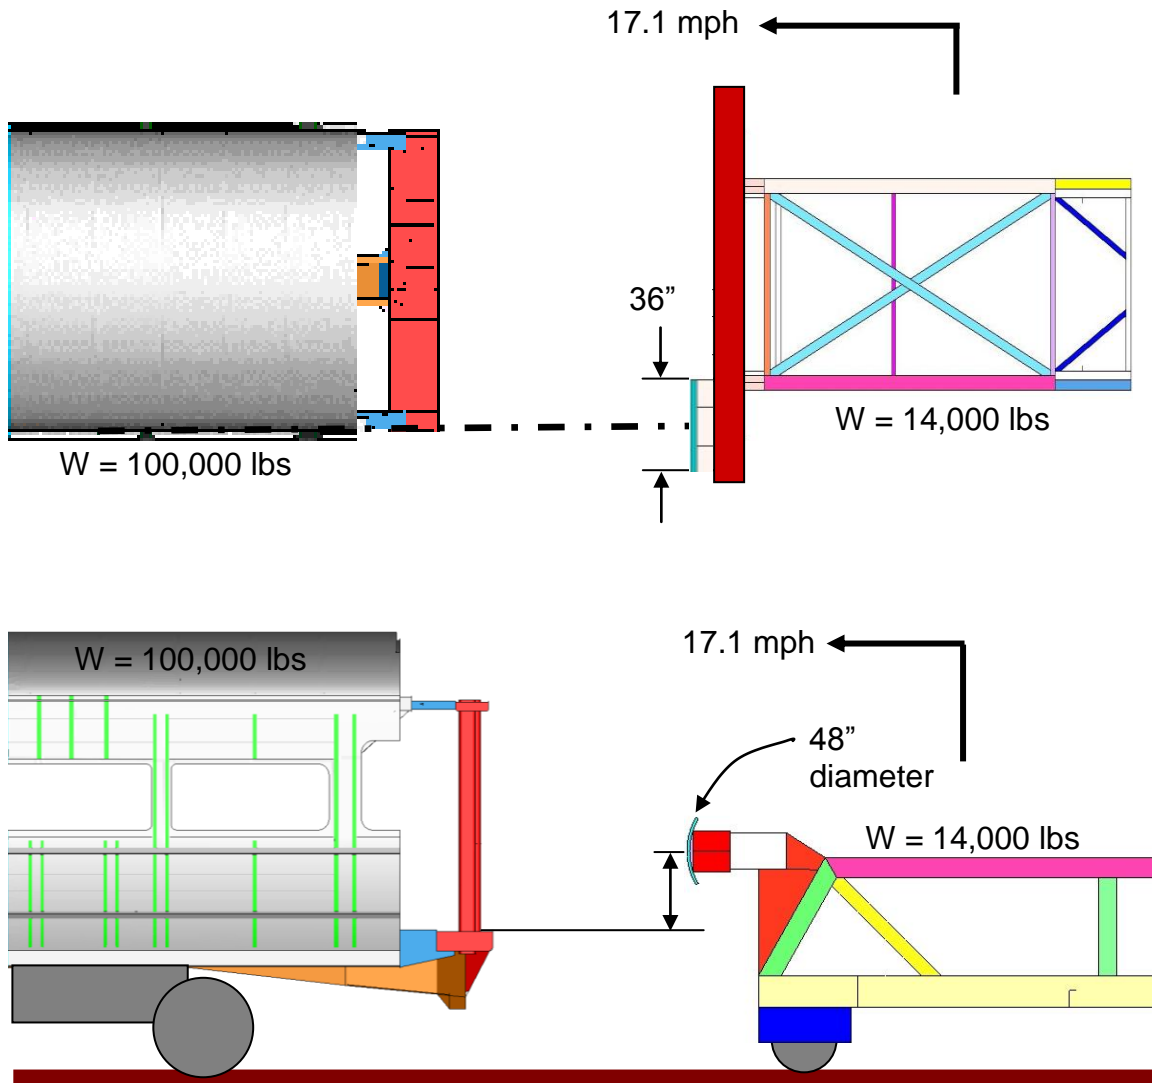 17.1 mph
36”
W = 14,000 lbs
W = 100,000 lbs
17.1 mph
W = 100,000 lbs
48”
diameter
W = 14,000 lbs